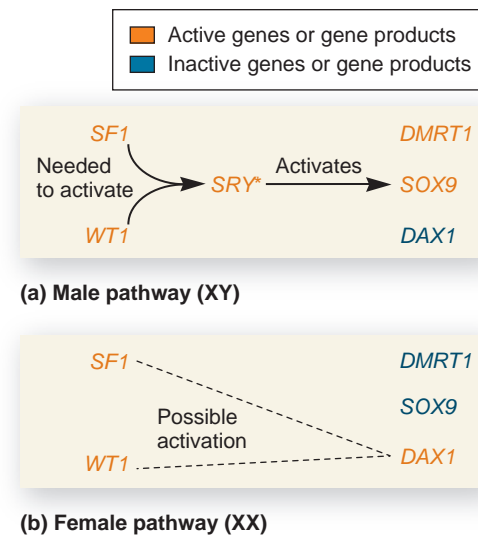 Active genes or gene products
Inactive genes or gene products
SF1
DMRT1
Needed
to activate
SRY*
Activates
SOX9
WT1
DAX1
(a) Male pathway (XY)
SF1
DMRT1
SOX9
Possible
activation
WT1
DAX1
(b) Female pathway (XX)